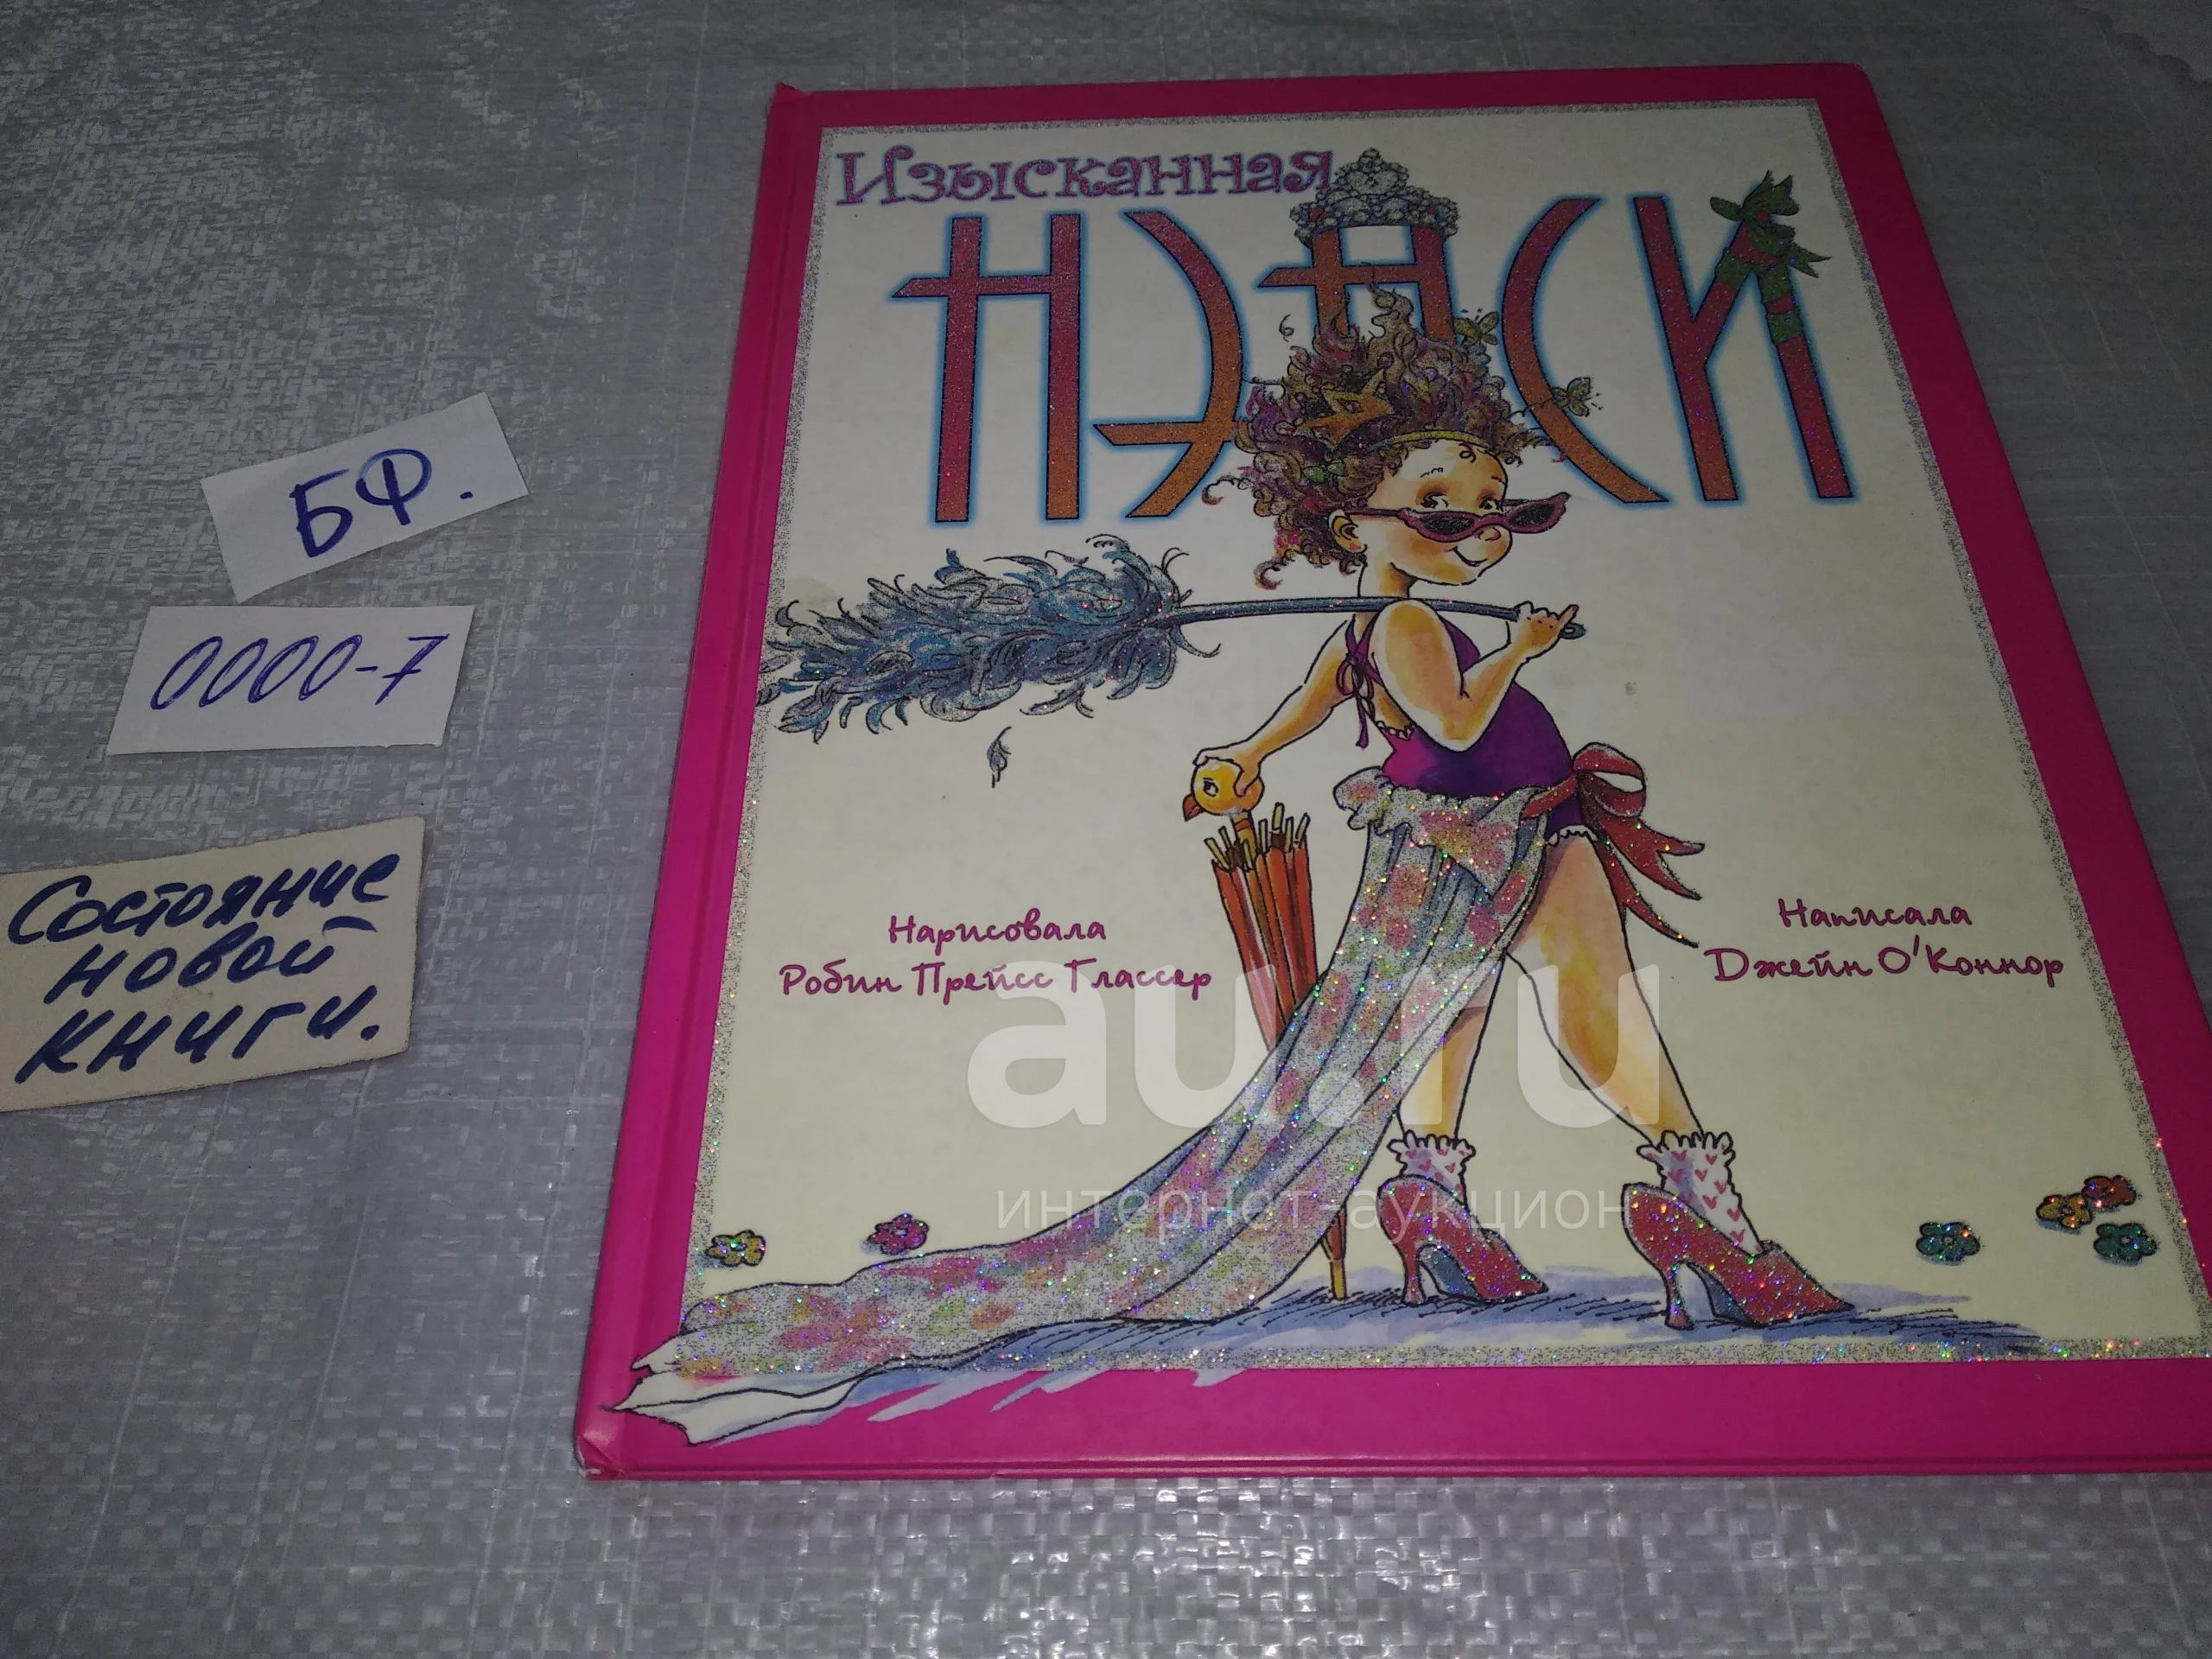 Изысканная
НЭНСИ
БФ.
0000-7
Состояние
новой
книги.
Нарисовала
Робин Прейсс Глассер
Написала
Джейн О'Коннор
au.ru
интернет-аукцион